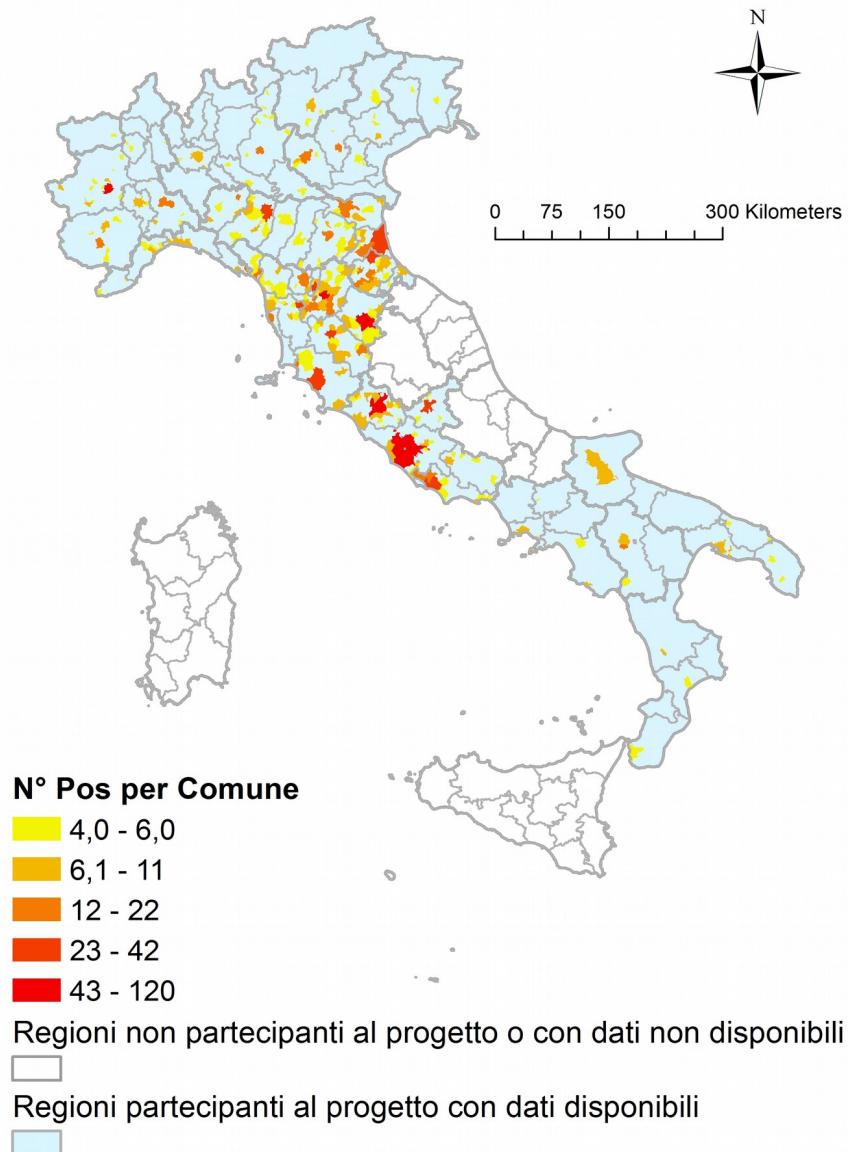 N
0 75 150 300 Kilometers
N° Pos per Comune
4,0 - 6,0
6,1 - 11
12 - 22
23 - 42
43 - 120
Regioni non partecipanti al progetto o con dati non disponibili
Regioni partecipanti al progetto con dati disponibili